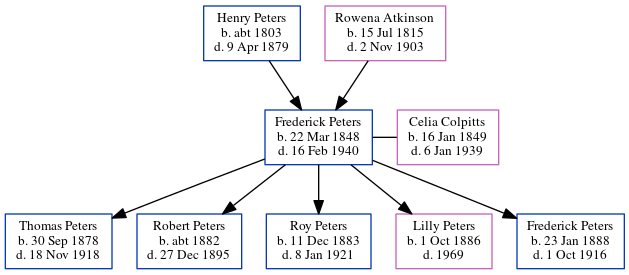 Henry Peters
b. abt 1803
d. 9 Apr 1879
Rowena Atkinson
b. 15 Jul 1815
d. 2 Nov 1903
Frederick Peters
b. 22 Mar 1848
d. 16 Feb 1940
Celia Colpitts
b. 16 Jan 1849
d. 6 Jan 1939
Thomas Peters
b. 30 Sep 1878
d. 18 Nov 1918
Robert Peters
b. abt 1882
d. 27 Dec 1895
Roy Peters
b. 11 Dec 1883
d. 8 Jan 1921
Lilly Peters
b. 1 Oct 1886
d. 1969
Frederick Peters
b. 23 Jan 1888
d. 1 Oct 1916